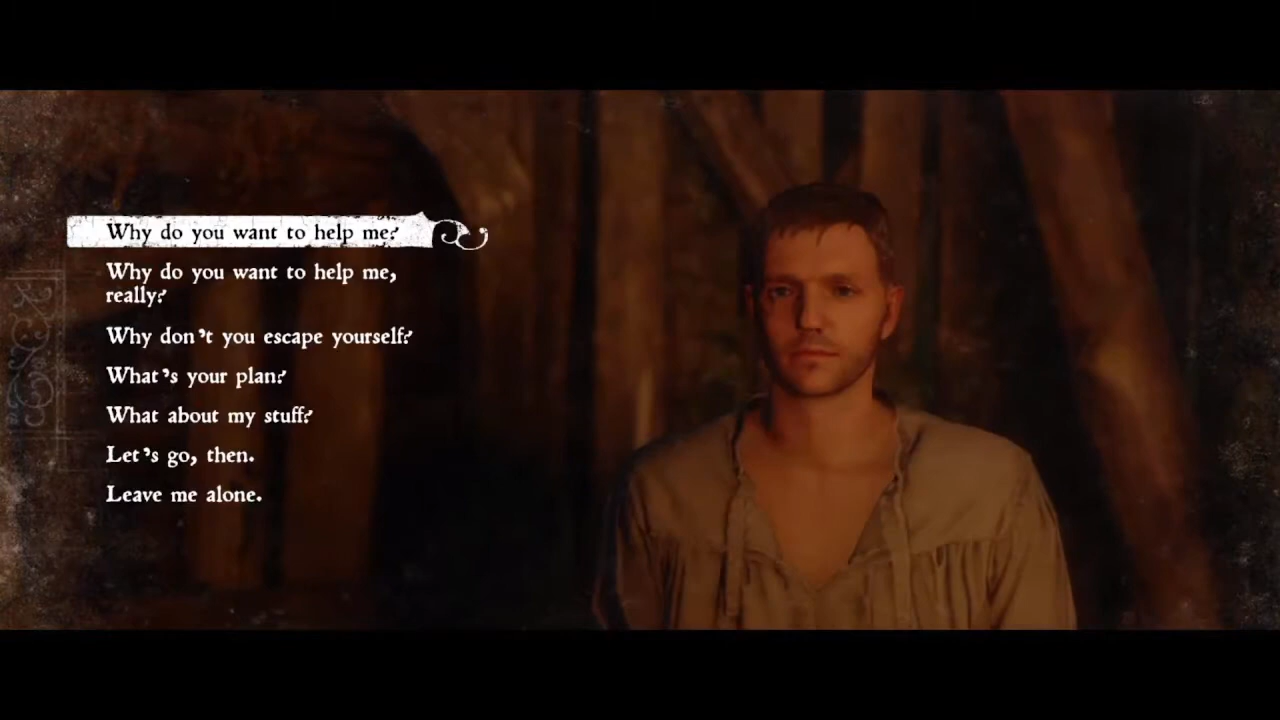 Why do you want to help me?
Why do you want to help me,
really?
Why don't you escape yourself?
What's your plan?
What about my stuff?
Let's go, then.
Leave me alone.